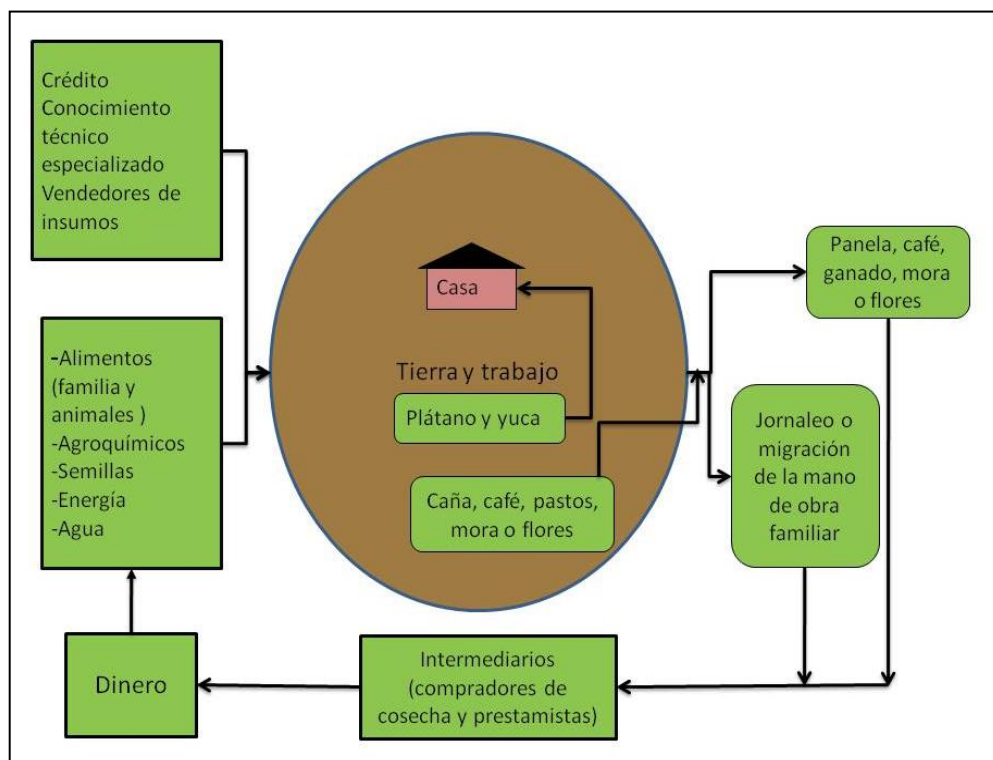 Crédito
Conocimiento
técnico
especializado
Vendedores de
insumos
-Alimentos
(familia y
animales )
-Agroquímicos
-Semillas
-Energía
-Agua
Dinero
Casa
Tierra y trabajo
Plátano y yuca
Caña, café, pastos,
mora o flores
Panela, café,
ganado, mora
o flores
Jornaleo o
migración
de la mano
de obra
familiar
Intermediarios
(compradores de
cosecha y prestamistas)